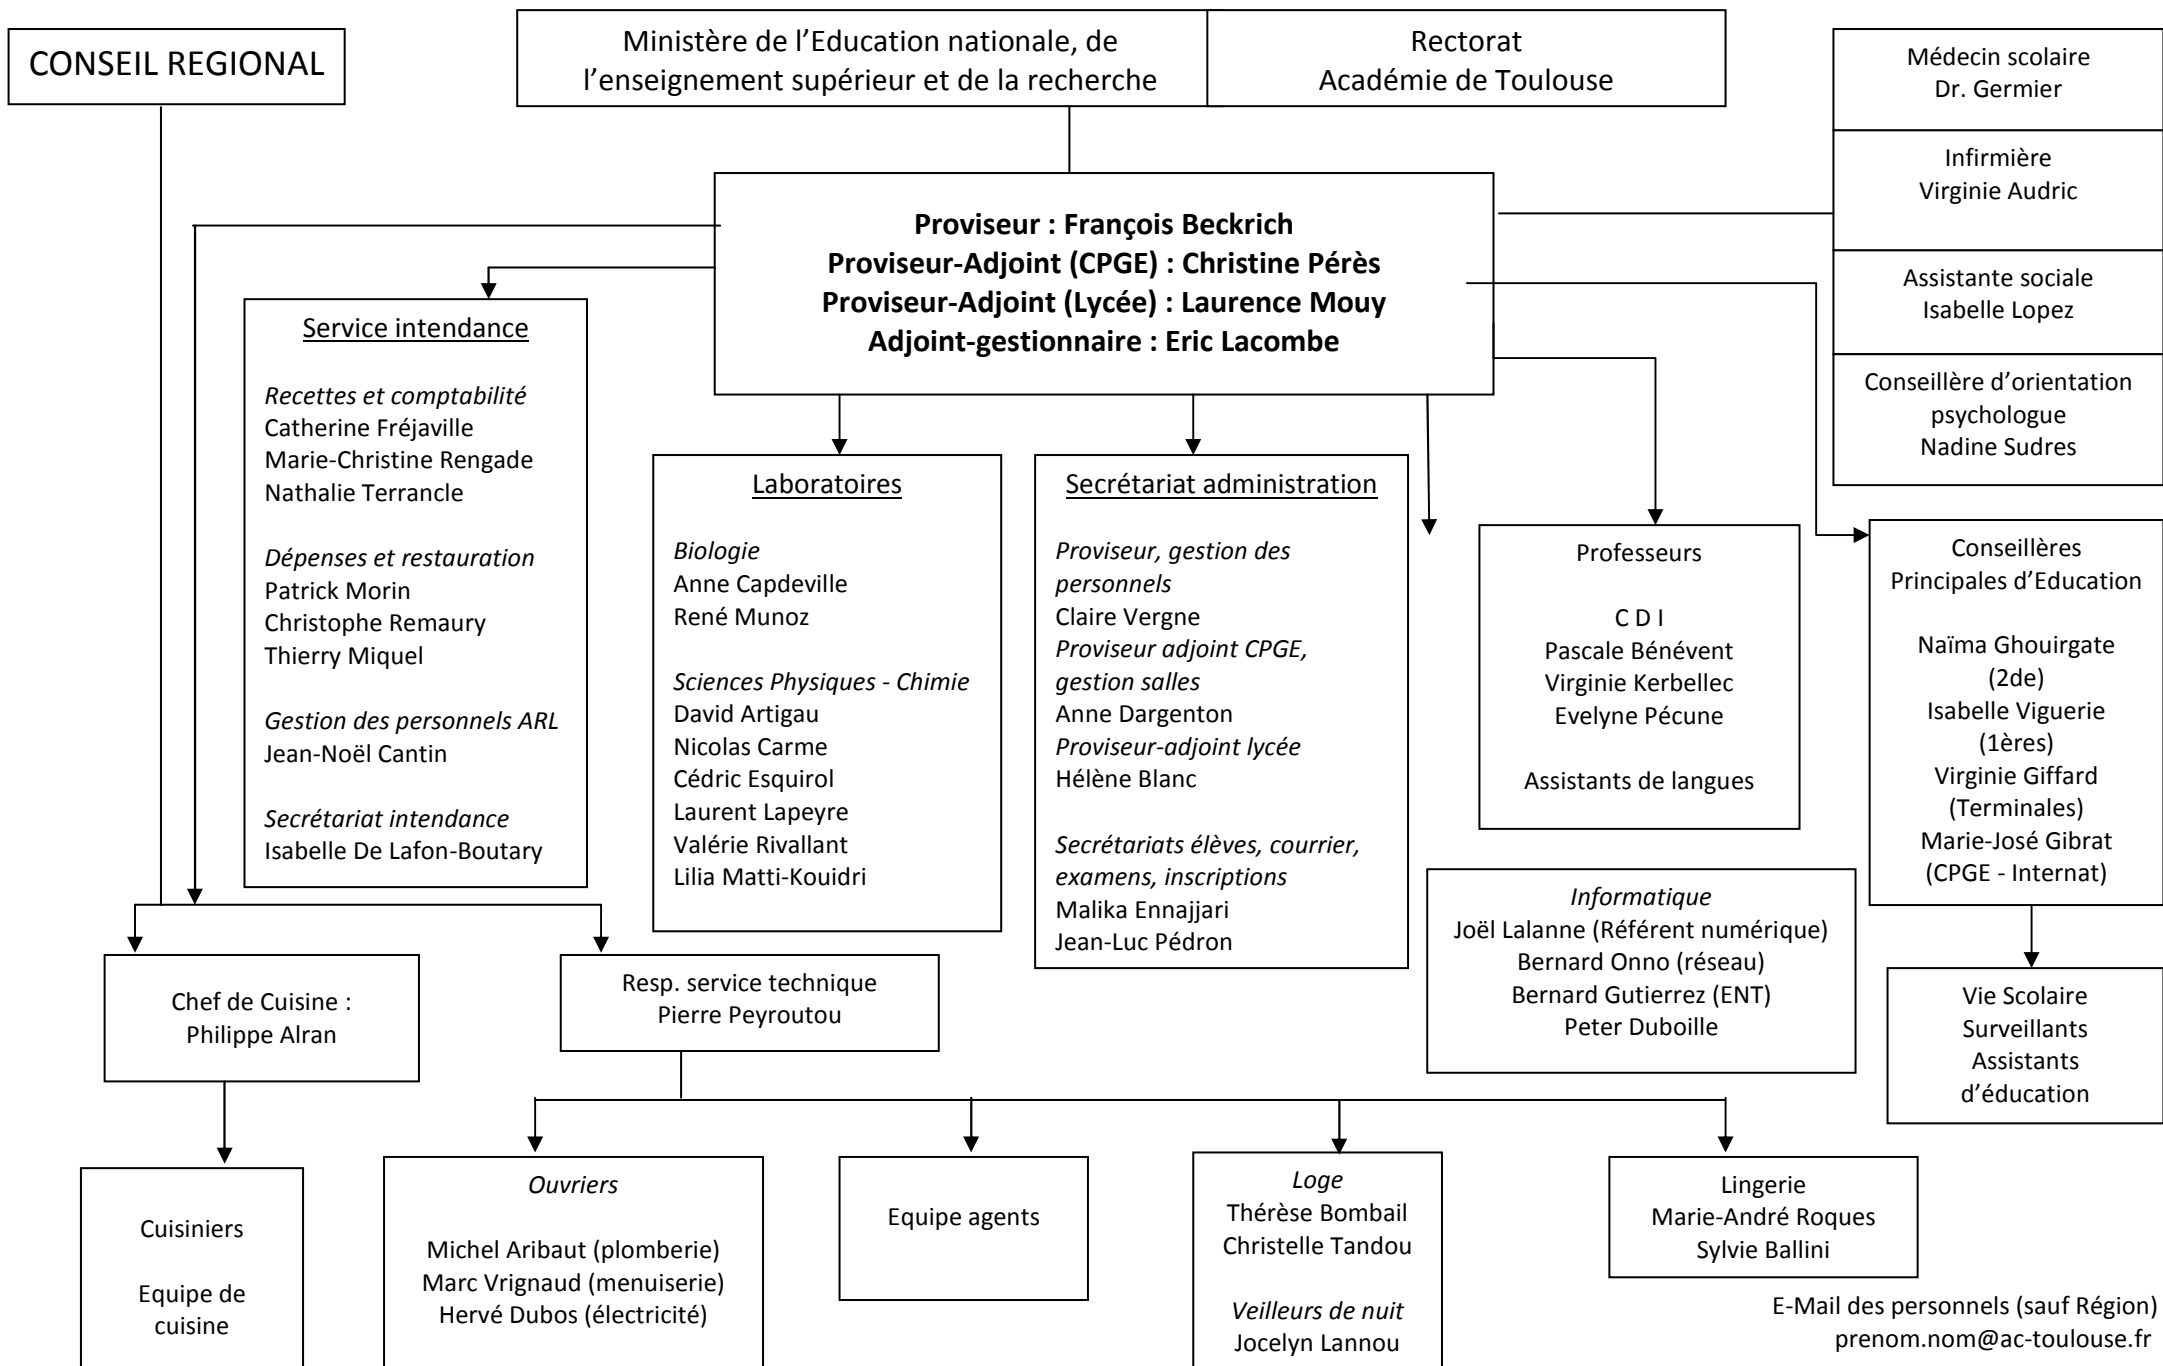 CONSEIL REGIONAL
Ministère de l’Education nationale, de
l’enseignement supérieur et de la recherche
Rectorat
Académie de Toulouse
Médecin scolaire
Dr. Germier
Infirmière
Virginie Audric
Assistante sociale
Isabelle Lopez
Conseillère d’orientation
psychologue
Nadine Sudres
Proviseur : François Beckrich
Proviseur-Adjoint (CPGE) : Christine Pérès
Proviseur-Adjoint (Lycée) : Laurence Mouy
Adjoint-gestionnaire : Eric Lacombe
Service intendance
Recettes et comptabilité
Catherine Fréjaville
Marie-Christine Rengade
Nathalie Terrancle
Dépenses et restauration
Patrick Morin
Christophe Remaury
Thierry Miquel
Gestion des personnels ARL
Jean-Noël Cantin
Secrétariat intendance
Isabelle De Lafon-Boutary
Laboratoires
Biologie
Anne Capdeville
René Munoz
Sciences Physiques - Chimie
David Artigau
Nicolas Carme
Cédric Esquirol
Laurent Lapeyre
Valérie Rivallant
Lilia Matti-Kouidri
Secrétariat administration
Proviseur, gestion des
personnels
Claire Vergne
Proviseur adjoint CPGE,
gestion salles
Anne Dargenton
Proviseur-adjoint lycée
Hélène Blanc
Secrétariats élèves, courrier,
examens, inscriptions
Malika Ennajjari
Jean-Luc Pédron
Professeurs
C D I
Pascale Bénévent
Virginie Kerbellec
Evelyne Pécune
Assistants de langues
Conseillères
Principales d’Education
Naïma Ghouirgate
(2de)
Isabelle Viguerie
(1ères)
Virginie Giffard
(Terminales)
Marie-José Gibrat
(CPGE - Internat)
Informatique
Joël Lalanne (Référent numérique)
Bernard Onno (réseau)
Bernard Gutierrez (ENT)
Peter Duboille
Vie Scolaire
Surveillants
Assistants
d’éducation
Chef de Cuisine :
Philippe Alran
Resp. service technique
Pierre Peyroutou
Cuisiniers
Equipe de
cuisine
Ouvriers
Michel Aribaut (plomberie)
Marc Vrignaud (menuiserie)
Hervé Dubos (électricité)
Equipe agents
Loge
Thérèse Bombail
Christelle Tandou
Veilleurs de nuit
Jocelyn Lannou
Lingerie
Marie-André Roques
Sylvie Ballini
E-Mail des personnels (sauf Région)
prenom.nom@ac-toulouse.fr